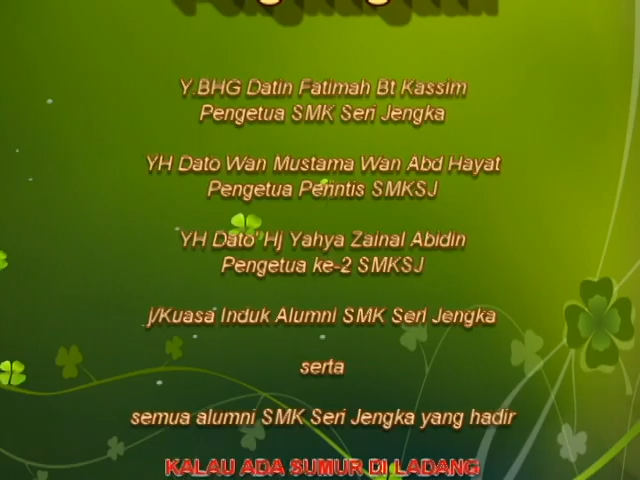 Y.BHG Datin Fatimah Bt Kassim
Pengetua SMK Seri Jengka
YH Dato Wan Mustama Wan Abd Hayat
Pengetua Perintis SMKSJ
YH Dato' Hj Yahya Zainal Abidin
Pengetua ke-2 SMKSJ
j/Kuasa Induk Alumni SMK Seri Jengka
serta
semua alumni SMK Seri Jengka yang hadir
KALAU ADA SUMUR DI LADANG